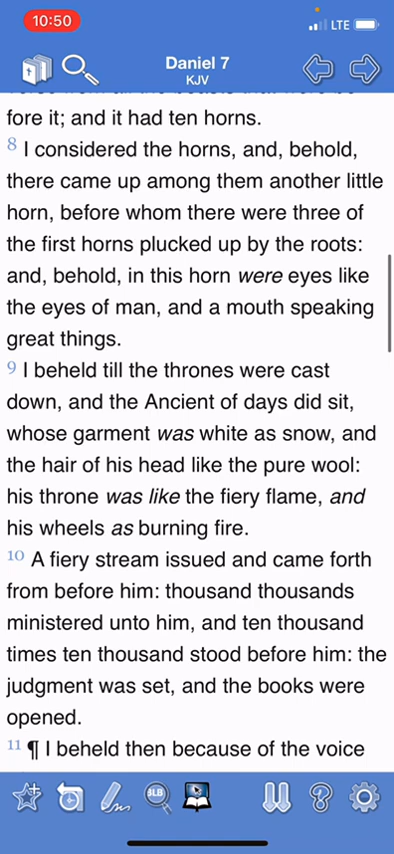 10:50
LTE
Daniel 7
KJV
fore it; and it had ten horns.
8 I considered the horns, and, behold,
there came up among them another little
horn, before whom there were three of
the first horns plucked up by the roots:
and, behold, in this horn were eyes like
the eyes of man, and a mouth speaking
great things.
9 I beheld till the thrones were cast
down, and the Ancient of days did sit,
whose garment was white as snow, and
the hair of his head like the pure wool:
his throne was like the fiery flame, and
his wheels as burning fire.
10 A fiery stream issued and came forth
from before him: thousand thousands
ministered unto him, and ten thousand
times ten thousand stood before him: the
judgment was set, and the books were
opened.
11 ¶ I beheld then because of the voice
BLB